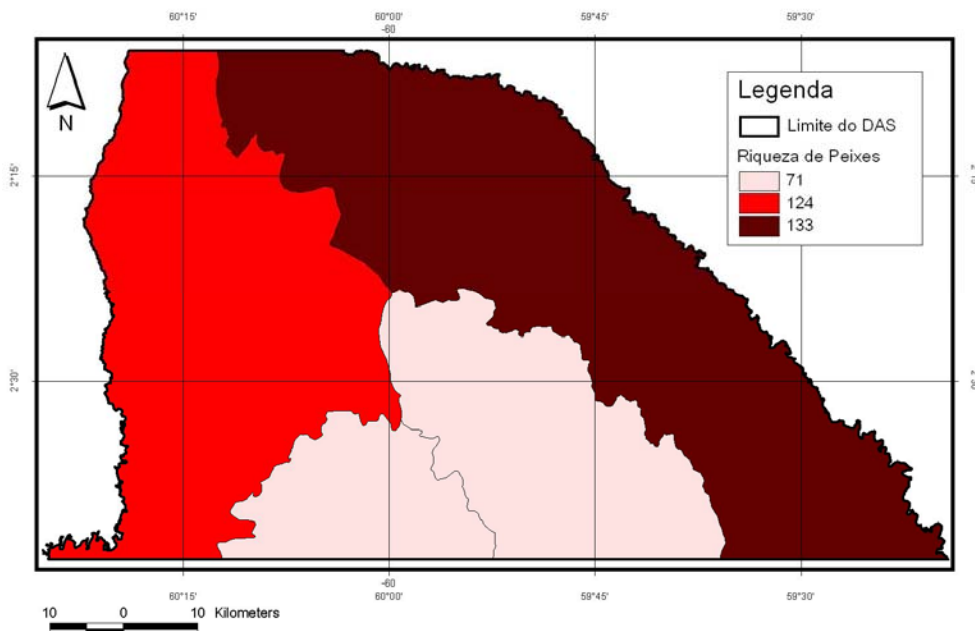 60°15' 60°00' 59°45' 59°30'
-60
N
Legenda
Limite do DAS
Riqueza de Peixes
71
124
133
2°15'
2°30'
-60
60°15' 60°00' 59°45' 59°30'
10 0 10 Kilometers